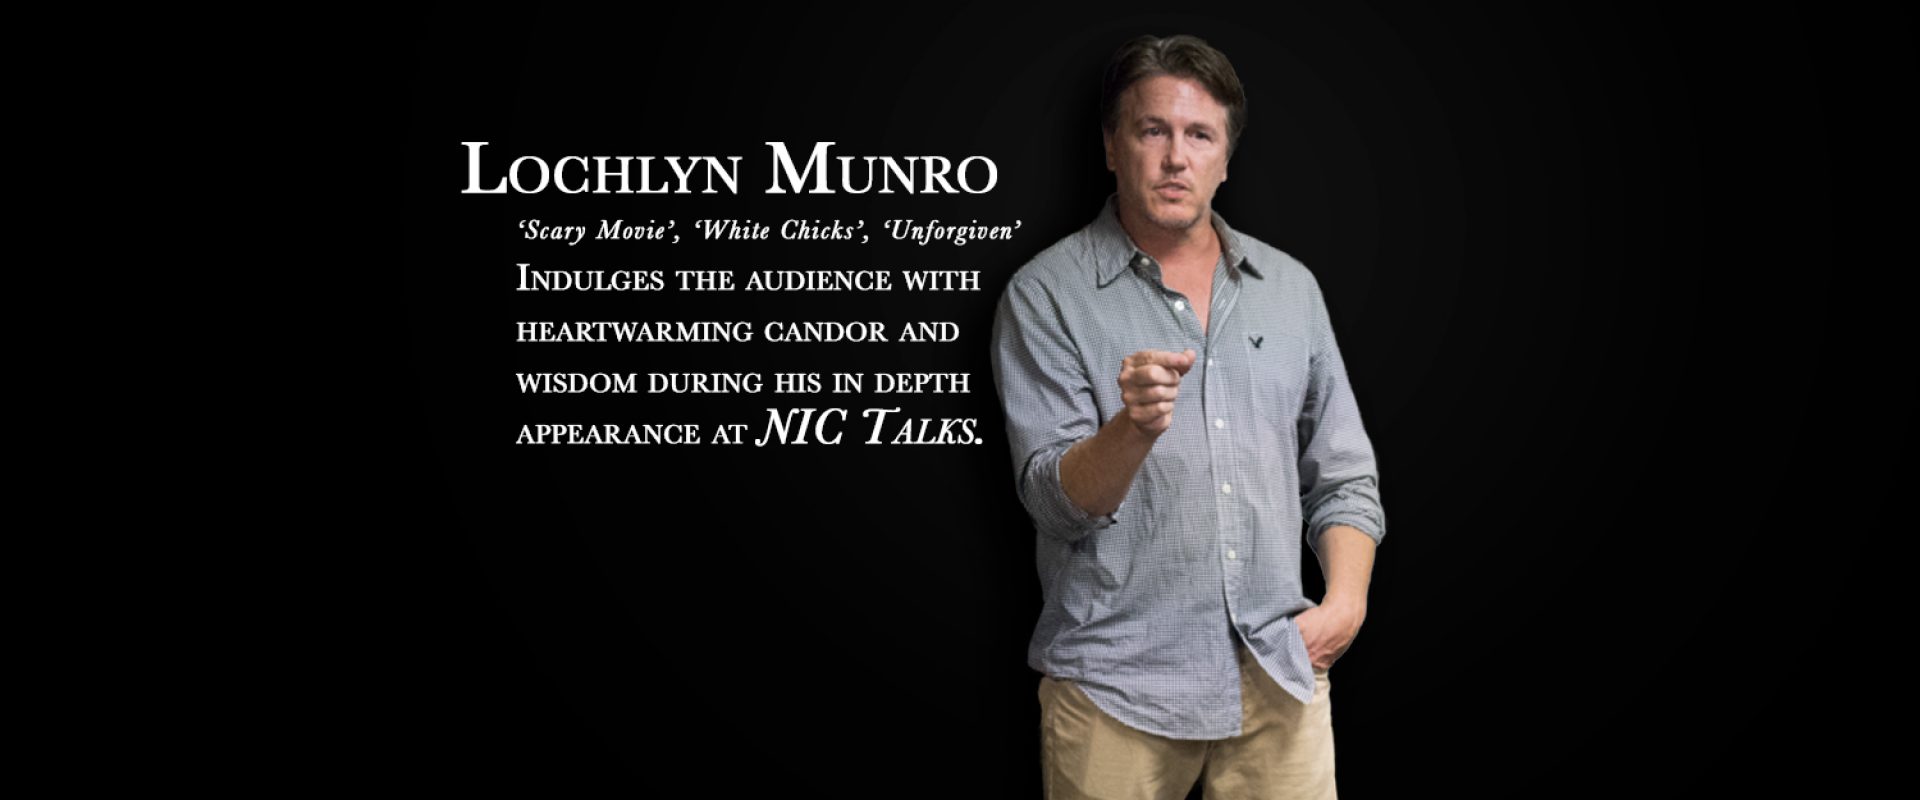 Lochlyn Munro
‘Scary Movie’, ‘White Chicks’, ‘Unforgiven’
Indulges the audience with
heartwarming candor and
wisdom during his in depth
appearance at NIC Talks.